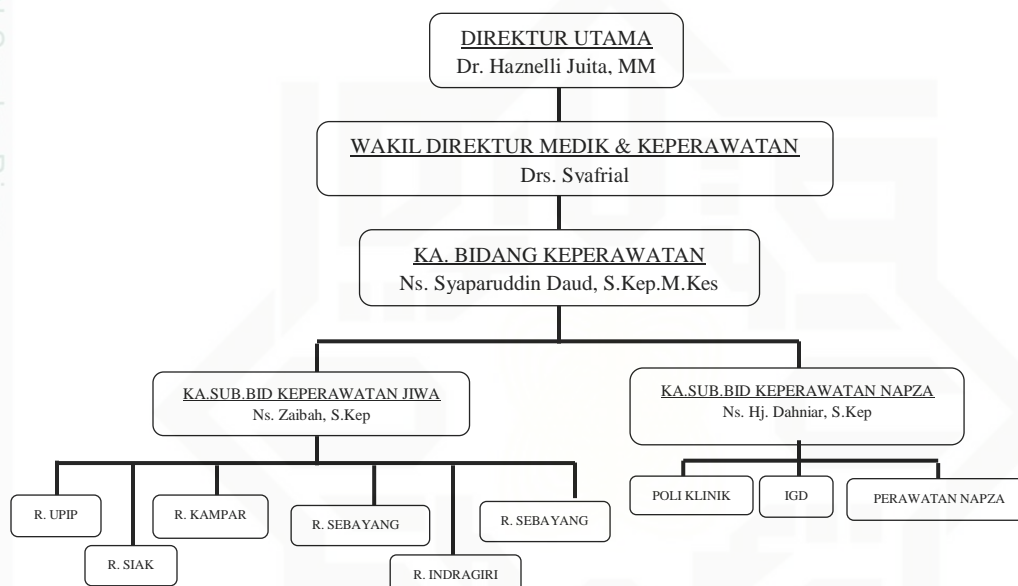 DIREKTUR UTAMA
Dr. Haznelli Juita, MM
WAKIL DIREKTUR MEDIK & KEPERAWATAN
Drs. Syafrial
KA. BIDANG KEPERAWATAN
Ns. Syaparuddin Daud, S.Kep.M.Kes
KA.SUB.BID KEPERAWATAN JIWA
Ns. Zaibah, S.Kep
KA.SUB.BID KEPERAWATAN NAPZA
Ns. Hj. Dahniar, S.Kep
R. UPIP
R. SIAK
R. KAMPAR
R. SEBAYANG
R. INDRAGIRI
R. SEBAYANG
POLI KLINIK
IGD
PERAWATAN NAPZA